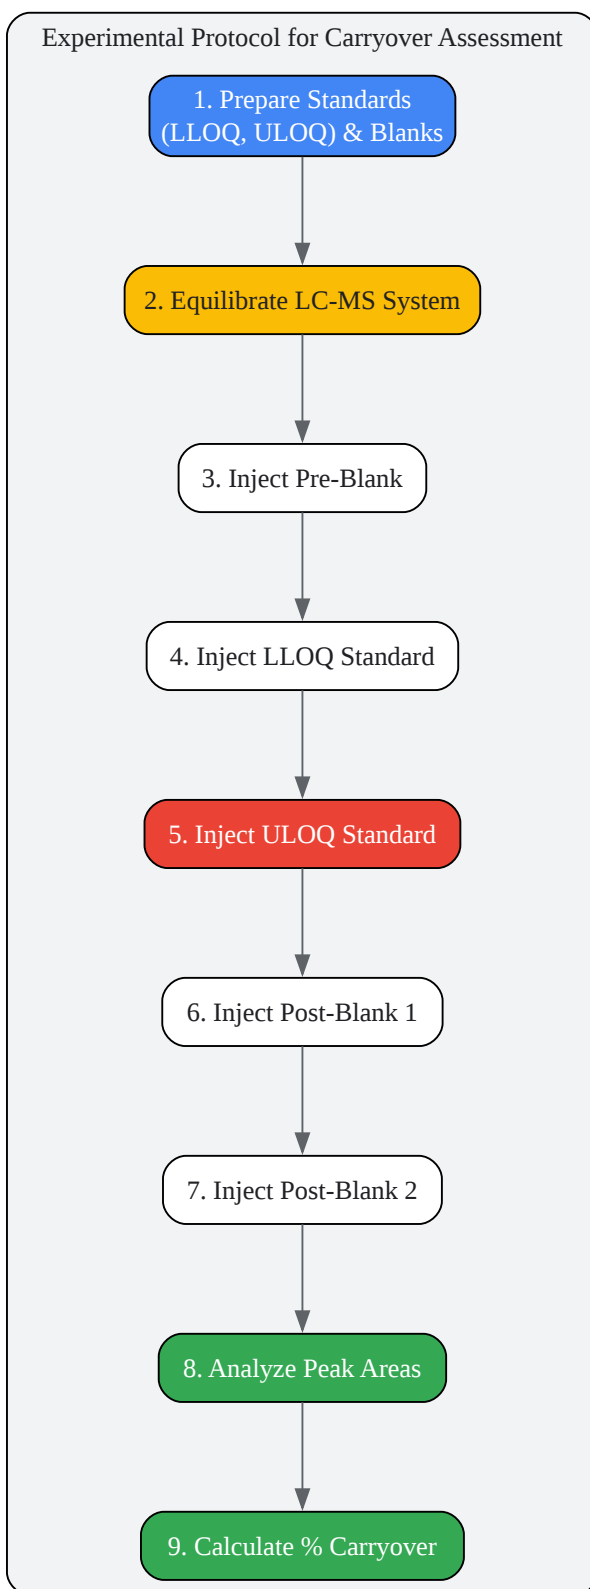 Experimental Protocol for Carryover Assessment
1. Prepare Standards
(LLOQ, ULOQ) & Blanks
2. Equilibrate LC-MS System
3. Inject Pre-Blank
4. Inject LLOQ Standard
5. Inject ULOQ Standard
6. Inject Post-Blank 1
7. Inject Post-Blank 2
8. Analyze Peak Areas
9. Calculate % Carryover